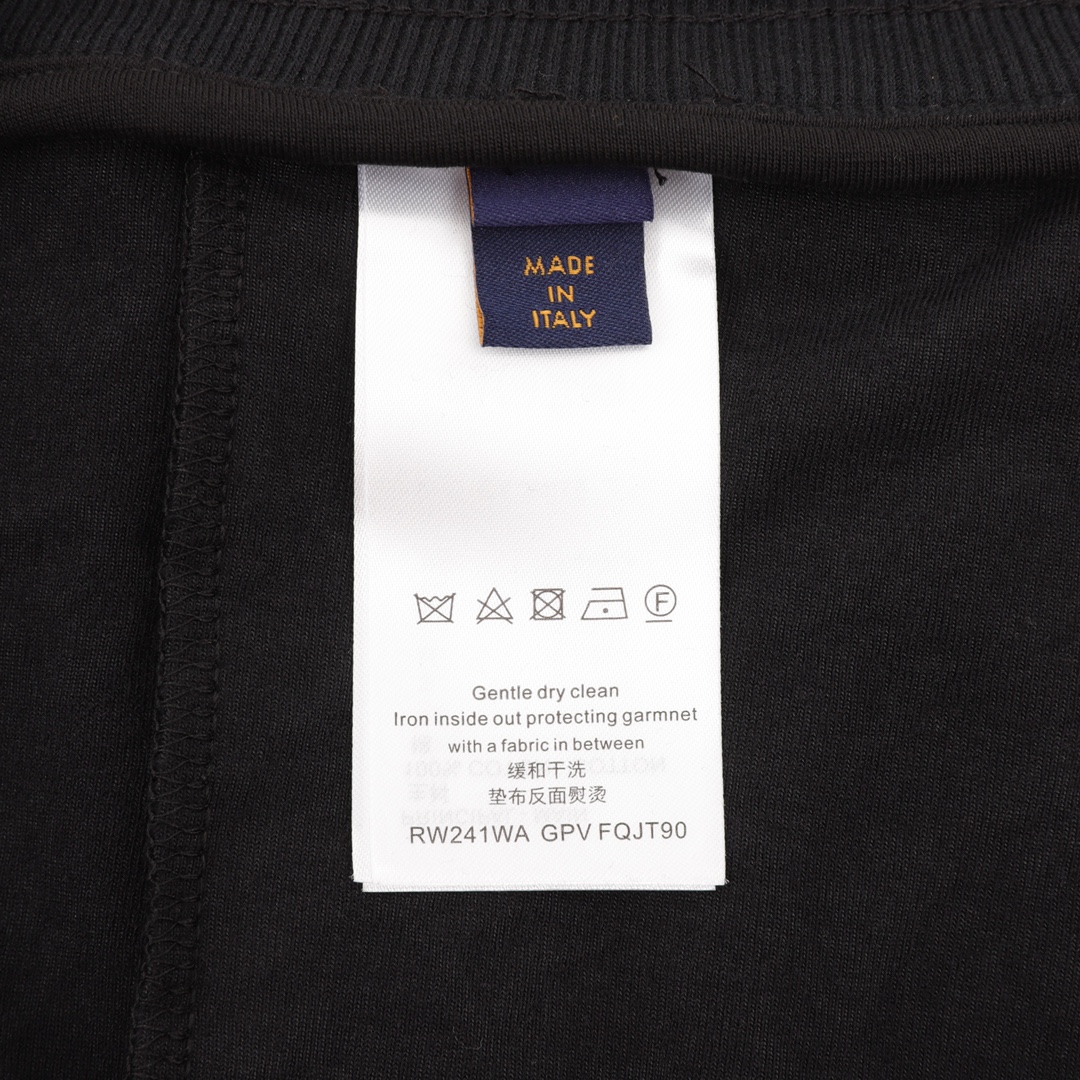 MADE
IN
ITALY
F
Gentle dry clean
Iron inside out protecting garmnet
with a fabric in between
缓和干洗
垫布反面熨烫
RW241WA GPV FQJT90